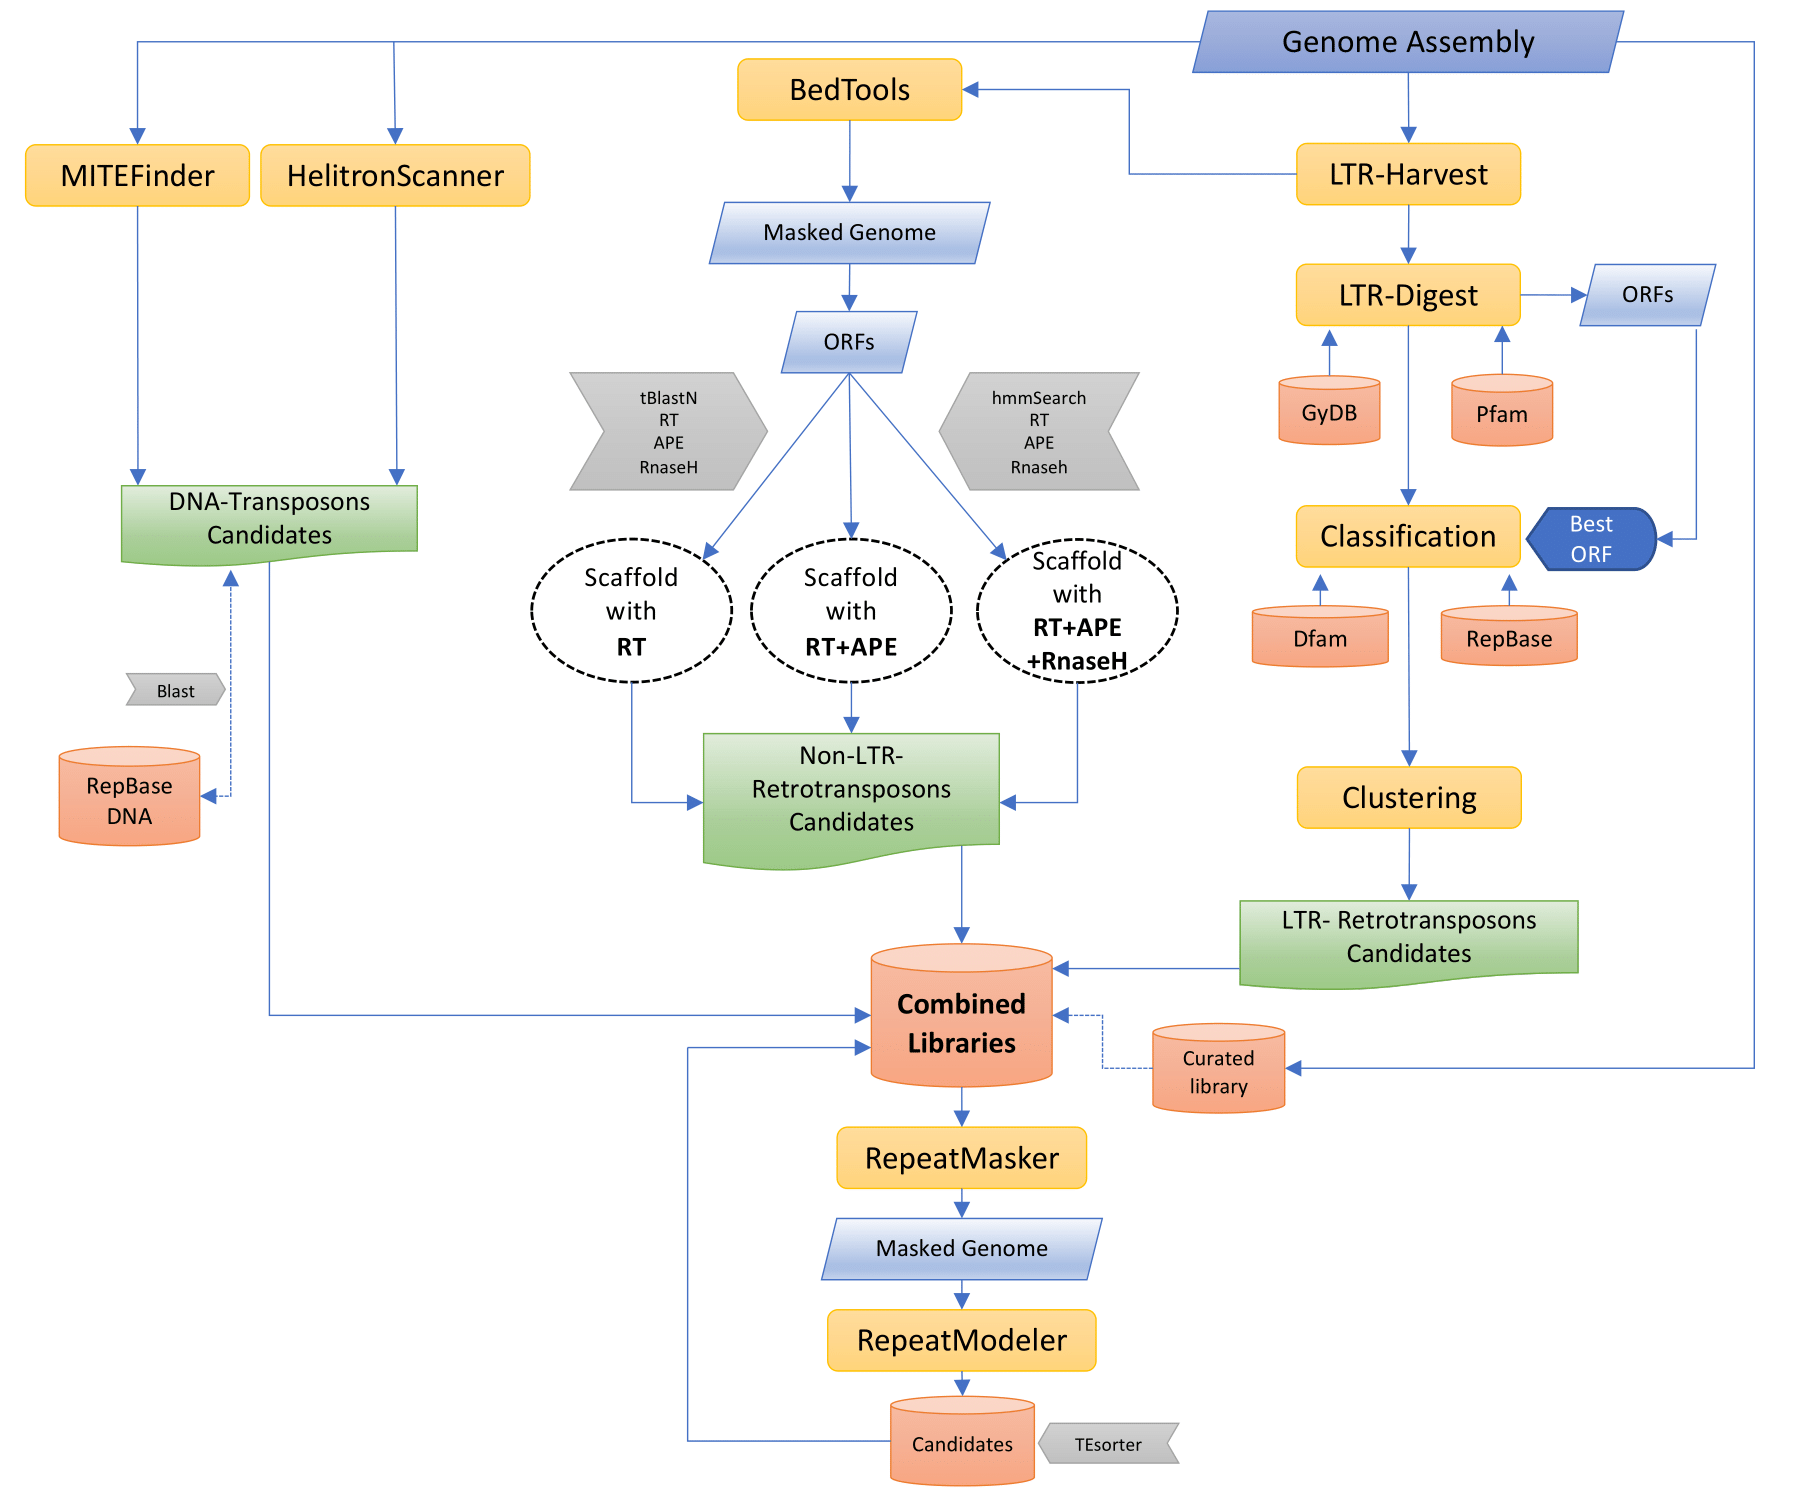 Genome Assembly
BedTools
MITEFinder
HelitronScanner
LTR-Harvest
Masked Genome
LTR-Digest
ORFs
ORFs
tBlastN
RT
APE
RnaseH
hmmSearch
RT
APE
Rnaseh
GyDB
Pfam
DNA-Transposons
Candidates
Classification
Best
ORF
Scaffold
with
RT
Scaffold
with
RT+APE
Scaffold
with
RT+APE
+RnaseH
Dfam
RepBase
Blast
RepBase
DNA
Non-LTR-
Retrotransposons
Candidates
Clustering
LTR- Retrotransposons
Candidates
Combined
Libraries
Curated
library
RepeatMasker
Masked Genome
RepeatModeler
Candidates
TEsorter